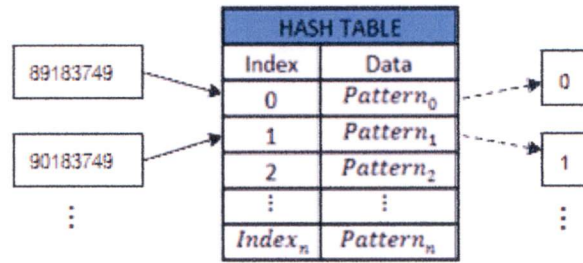 HASH TABLE
Index Data
89183749 0 Pattern₀ 0
90183749 1 Pattern₁ 1
2 Pattern₂
⋮ ⋮ ⋮ ⋮
Indexₙ Patternₙ